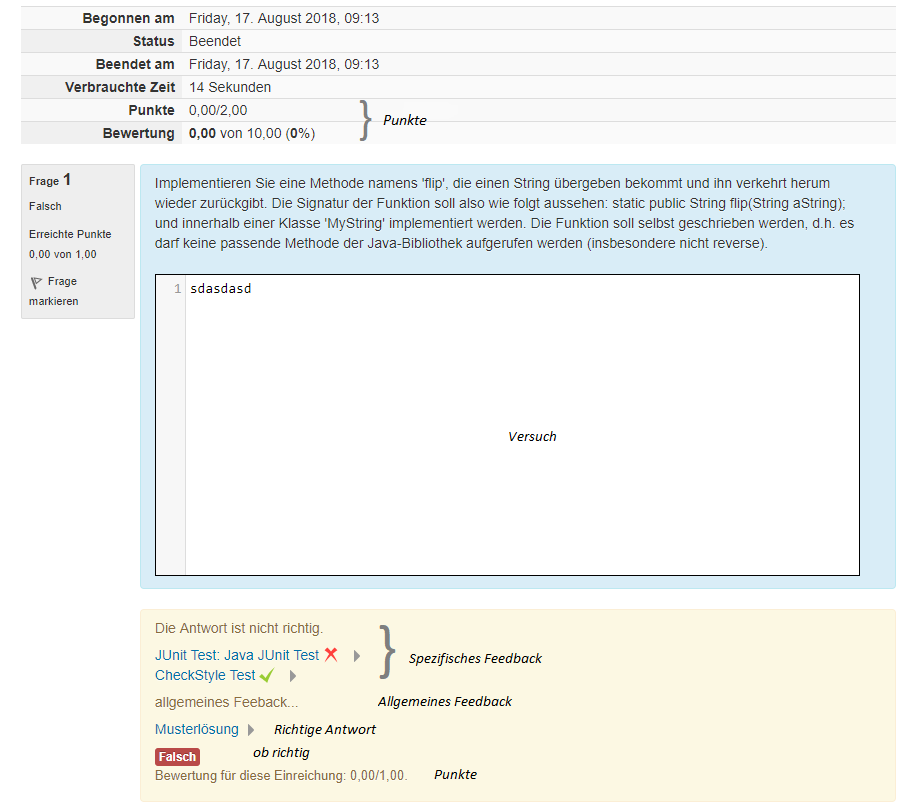 Begonnen am Friday, 17. August 2018, 09:13
Status Beendet
Beendet am Friday, 17. August 2018, 09:13
Verbrauchte Zeit 14 Sekunden
Punkte 0,00/2,00
Bewertung 0,00 von 10,00 (0%)
} Punkte
Frage 1
Falsch
Erreichte Punkte
0,00 von 1,00
Frage
markieren
Implementieren Sie eine Methode namens 'flip', die einen String übergeben bekommt und ihn verkehrt herum
wieder zurückgibt. Die Signatur der Funktion soll also wie folgt aussehen: static public String flip(String aString);
und innerhalb einer Klasse 'MyString' implementiert werden. Die Funktion soll selbst geschrieben werden, d.h. es
darf keine passende Methode der Java-Bibliothek aufgerufen werden (insbesondere nicht reverse).
1 sdasdasd
Versuch
Die Antwort ist nicht richtig.
JUnit Test: Java JUnit Test
CheckStyle Test
} Spezifisches Feedback
allgemeines Feeback... Allgemeines Feedback
Musterlösung Richtige Antwort
Falsch ob richtig
Bewertung für diese Einreichung: 0,00/1,00. Punkte